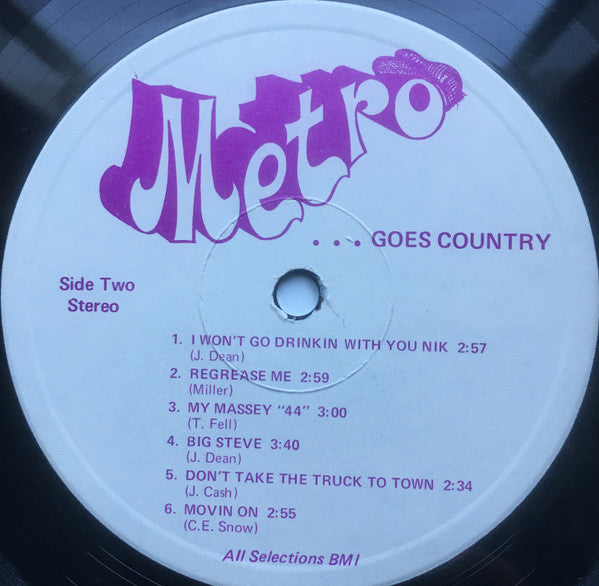 Metro
... GOES COUNTRY
Side Two
Stereo
1. I WON'T GO DRINKIN WITH YOU NIK 2:57
(J. Dean)
2. REGREASE ME 2:59
(Miller)
3. MY MASSEY "44" 3:00
(T. Fell)
4. BIG STEVE 3:40
(J. Dean)
5. DON'T TAKE THE TRUCK TO TOWN 2:34
(J. Cash)
6. MOVIN ON 2:55
(C.E. Snow)
All Selections BMI